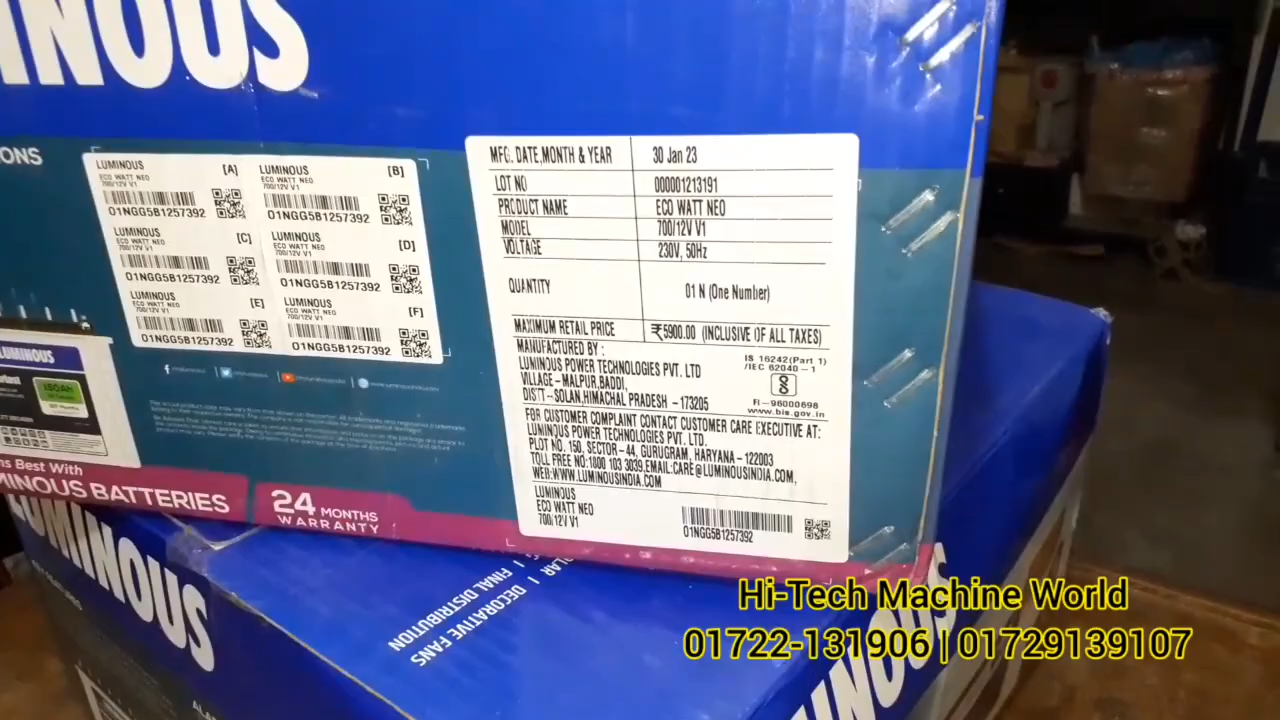 INOUS
ONS
LUMINOUS [A]
ECO WATT NEO
700/12V V1
01NGG5B1257392
LUMINOUS [B]
ECO WATT NEO
700/12V V1
01NGG5B1257392
LUMINOUS [C]
ECO WATT NEO
700/12V V1
01NGG5B1257392
LUMINOUS [D]
ECO WATT NEO
700/12V V1
01NGG5B1257392
LUMINOUS [E]
ECO WATT NEO
700/12V V1
01NGG5B1257392
LUMINOUS [F]
ECO WATT NEO
700/12V V1
01NGG5B1257392
MFG. DATE,MONTH & YEAR 30 Jan 23
LOT NO 000001213191
PRODUCT NAME ECO WATT NEO
MODEL 700/12V V1
VOLTAGE 230V, 50Hz
QUANTITY 01 N (One Number)
MAXIMUM RETAIL PRICE ₹5900.00 (INCLUSIVE OF ALL TAXES)
MANUFACTURED BY :
LUMINOUS POWER TECHNOLOGIES PVT. LTD
VILLAGE-MALPUR,BADDI,
DIS'TT-SOLAN,HIMACHAL PRADESH -173205
IS 16242(Part 1)
/IEC 62040-1
R-96000698
www.bis.gov.in
FOR CUSTOMER COMPLAINT CONTACT CUSTOMER CARE EXECUTIVE AT:
LUMINOUS POWER TECHNOLOGIES PVT. LTD.
PLOT NO. 150, SECTOR-44, GURUGRAM, HARYANA -122003
TOLL FREE NO:1800 103 3039,EMAIL:CARE@LUMINOUSINDIA.COM,
WEB:WWW.LUMINOUSINDIA.COM
LUMINOUS
ECO WATT NEO
700/12V V1
01NGG5B1257392
LUMINOUS
150Ah
ns Best With
MINOUS BATTERIES
24 MONTHS
WARRANTY
LUMINOUS
OLAR | DECORATIVE FANS
| FINAL DISTRIBUTION
MINOUS
Hi-Tech Machine World
01722-131906 | 01729139107